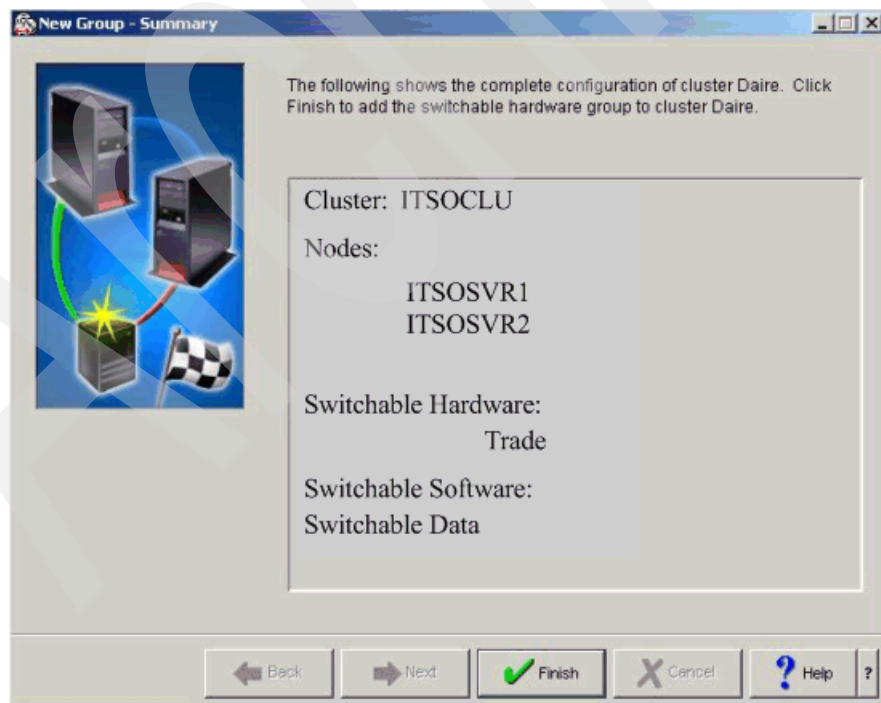 New Group - Summary
The following shows the complete configuration of cluster Daire. Click
Finish to add the switchable hardware group to cluster Daire.
Cluster: ITSOCLU
Nodes:
ITSOSVR1
ITSOSVR2
Switchable Hardware:
Trade
Switchable Software:
Switchable Data
Back Next Finish Cancel Help ?